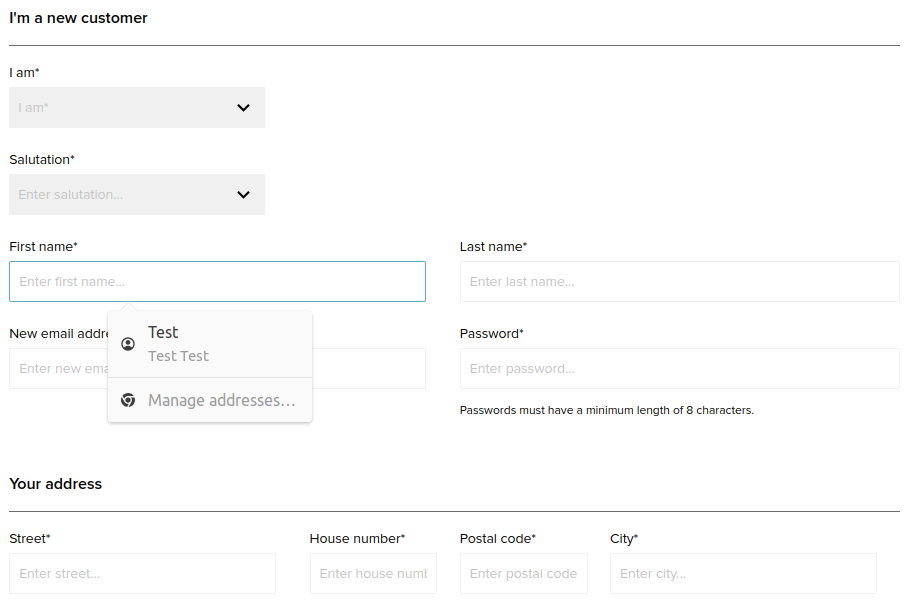 I'm a new customer
I am*
I am*
Salutation*
Enter salutation...
First name* Last name*
Enter first name... Enter last name...
Test
Test Test
Manage addresses...
New email addre Password*
Enter new ema Enter password...
Passwords must have a minimum length of 8 characters.
Your address
Street* House number* Postal code* City*
Enter street... Enter house numb Enter postal code Enter city...